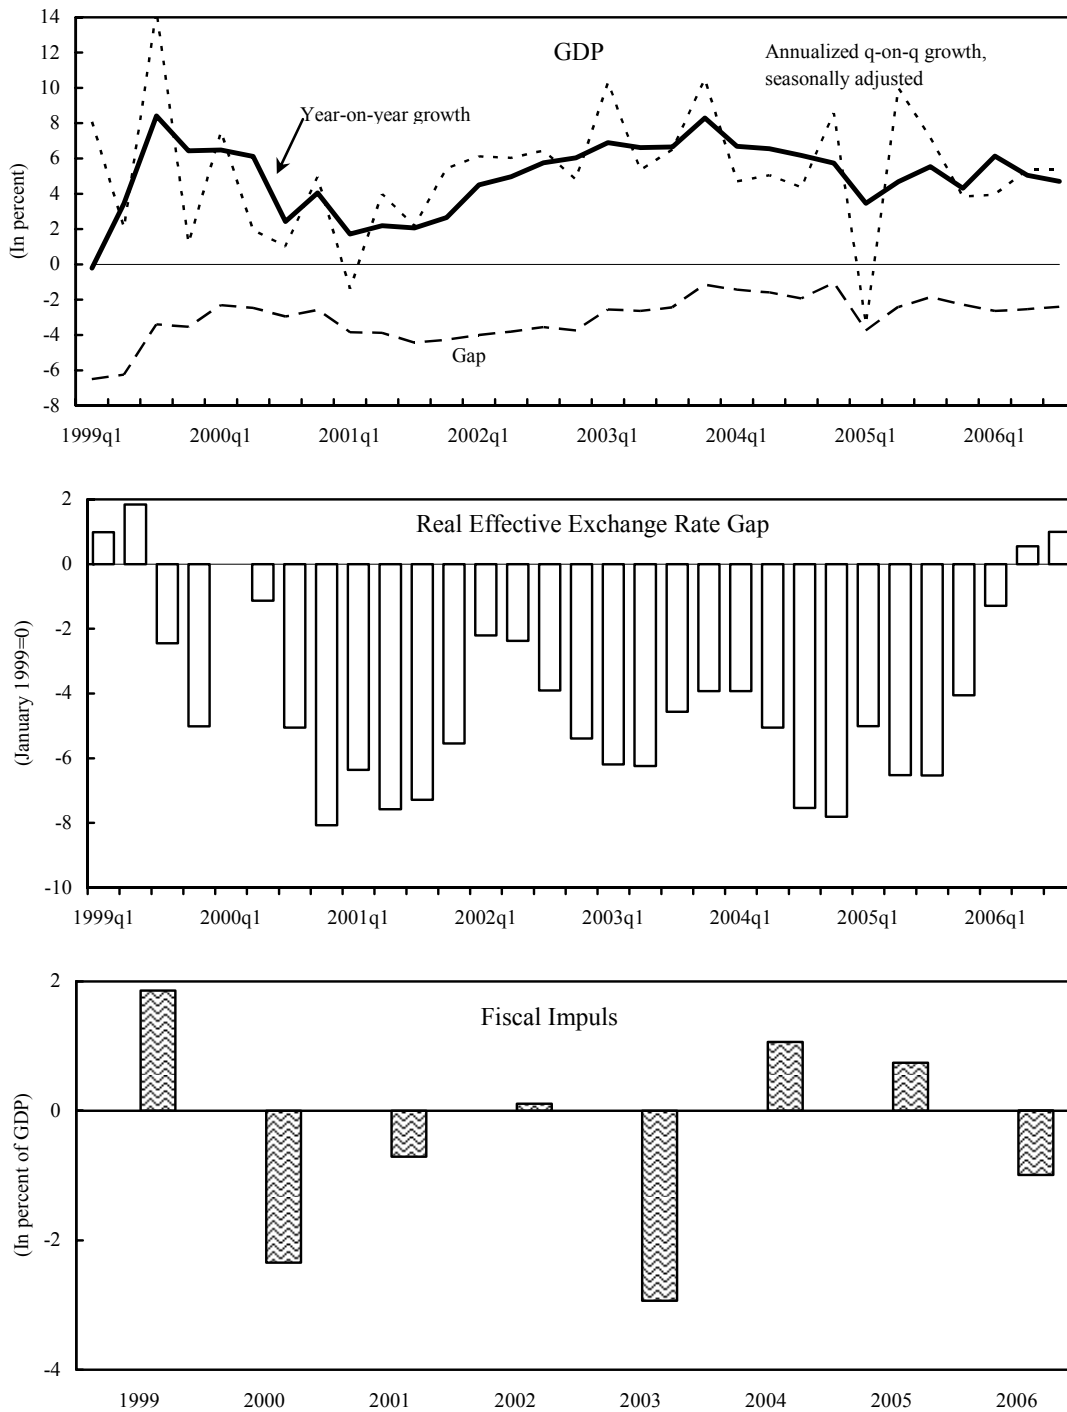 14
12
10
8
6
4
2
0
-2
-4
-6
-8
(In percent)
GDP
Annualized q-on-q growth,
seasonally adjusted
Year-on-year growth
Gap
1999q1 2000q1 2001q1 2002q1 2003q1 2004q1 2005q1 2006q1
2
0
-2
-4
-6
-8
-10
(January 1999=0)
Real Effective Exchange Rate Gap
1999q1 2000q1 2001q1 2002q1 2003q1 2004q1 2005q1 2006q1
2
0
-2
-4
(In percent of GDP)
Fiscal Impuls
1999 2000 2001 2002 2003 2004 2005 2006